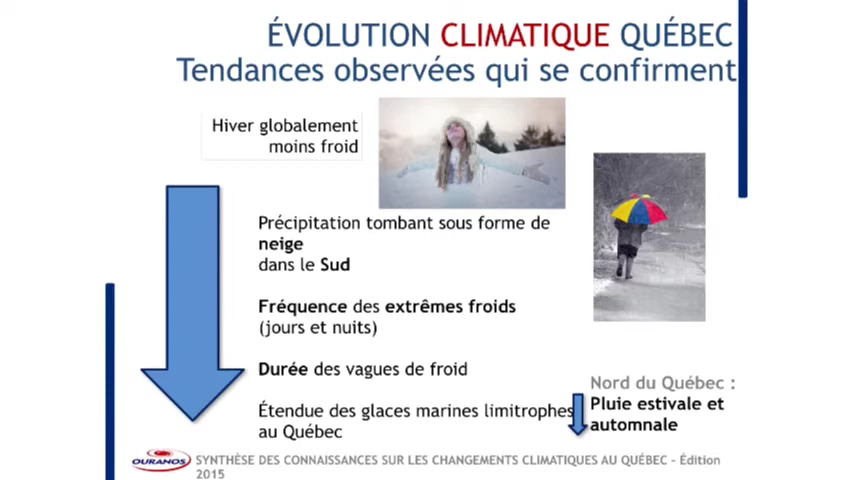 ÉVOLUTION CLIMATIQUE QUÉBEC
Tendances observées qui se confirment
Hiver globalement
moins froid
Précipitation tombant sous forme de
neige
dans le Sud
Fréquence des extrêmes froids
(jours et nuits)
Durée des vagues de froid
Étendue des glaces marines limitrophes
au Québec
Nord du Québec :
Pluie estivale et
automnale
OURANOS
SYNTHÈSE DES CONNAISSANCES SUR LES CHANGEMENTS CLIMATIQUES AU QUÉBEC – Édition
2015